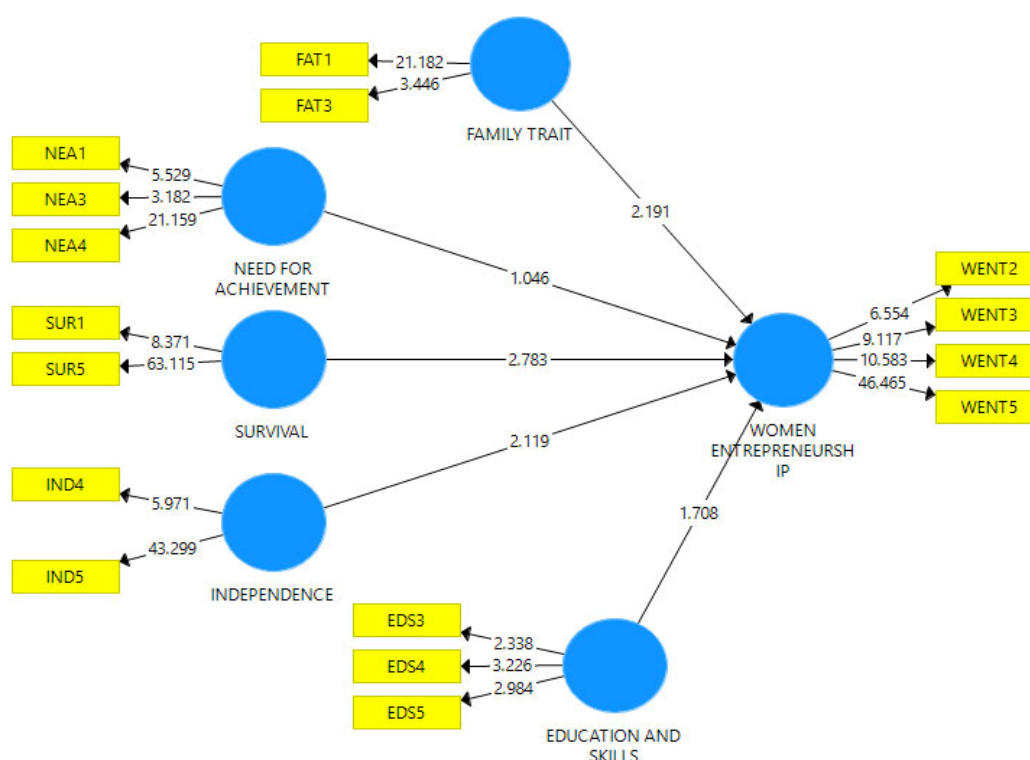 FAT1
21.182
3.446
FAT3
FAMILY TRAIT
NEA1
5.529
NEA3
3.182
21.159
NEA4
NEED FOR
ACHIEVEMENT
2.191
1.046
SUR1
8.371
SUR5
63.115
SURVIVAL
2.783
WENT2
6.554
WENT3
9.117
10.583
WENT4
46.465
WENT5
WOMEN
ENTREPRENEURSH
IP
IND4
5.971
43.299
IND5
INDEPENDENCE
2.119
1.708
EDS3
2.338
EDS4
3.226
2.984
EDS5
EDUCATION AND
SKILLS